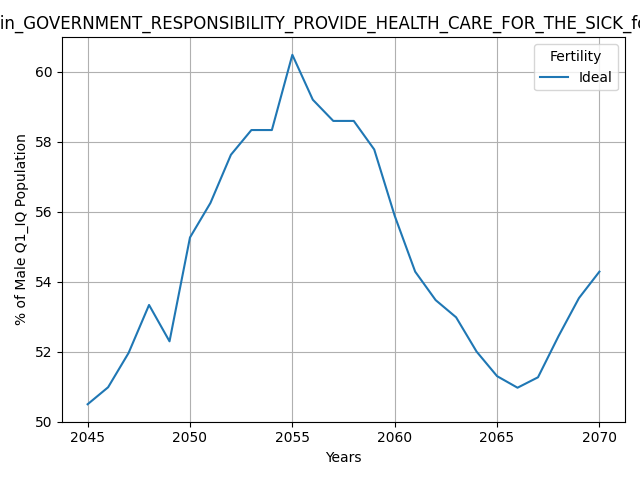 in_GOVERNMENT_RESPONSIBILITY_PROVIDE_HEALTH_CARE_FOR_THE_SICK_f
Fertility
Ideal
% of Male Q1_IQ Population
60
58
56
54
52
50
2045
2050
2055
2060
2065
2070
Years